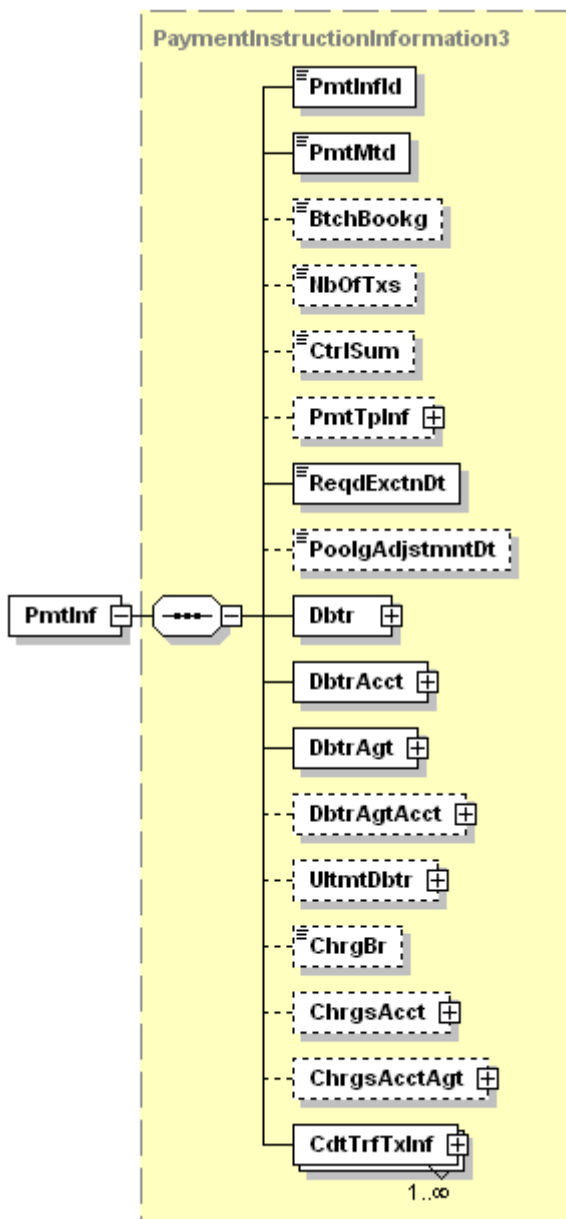 PaymentInstructionInformation3
PmtInfId
PmtMtd
BtchBookg
NbOfTxs
CtrlSum
PmtTpInf
ReqdExctnDt
PoolgAdjstmntDt
PmtInf
Dbtr
DbtrAcct
DbtrAgt
DbtrAgtAcct
UltmtDbtr
ChrgBr
ChrgsAcct
ChrgsAcctAgt
CdtTrfTxInf
1..∞